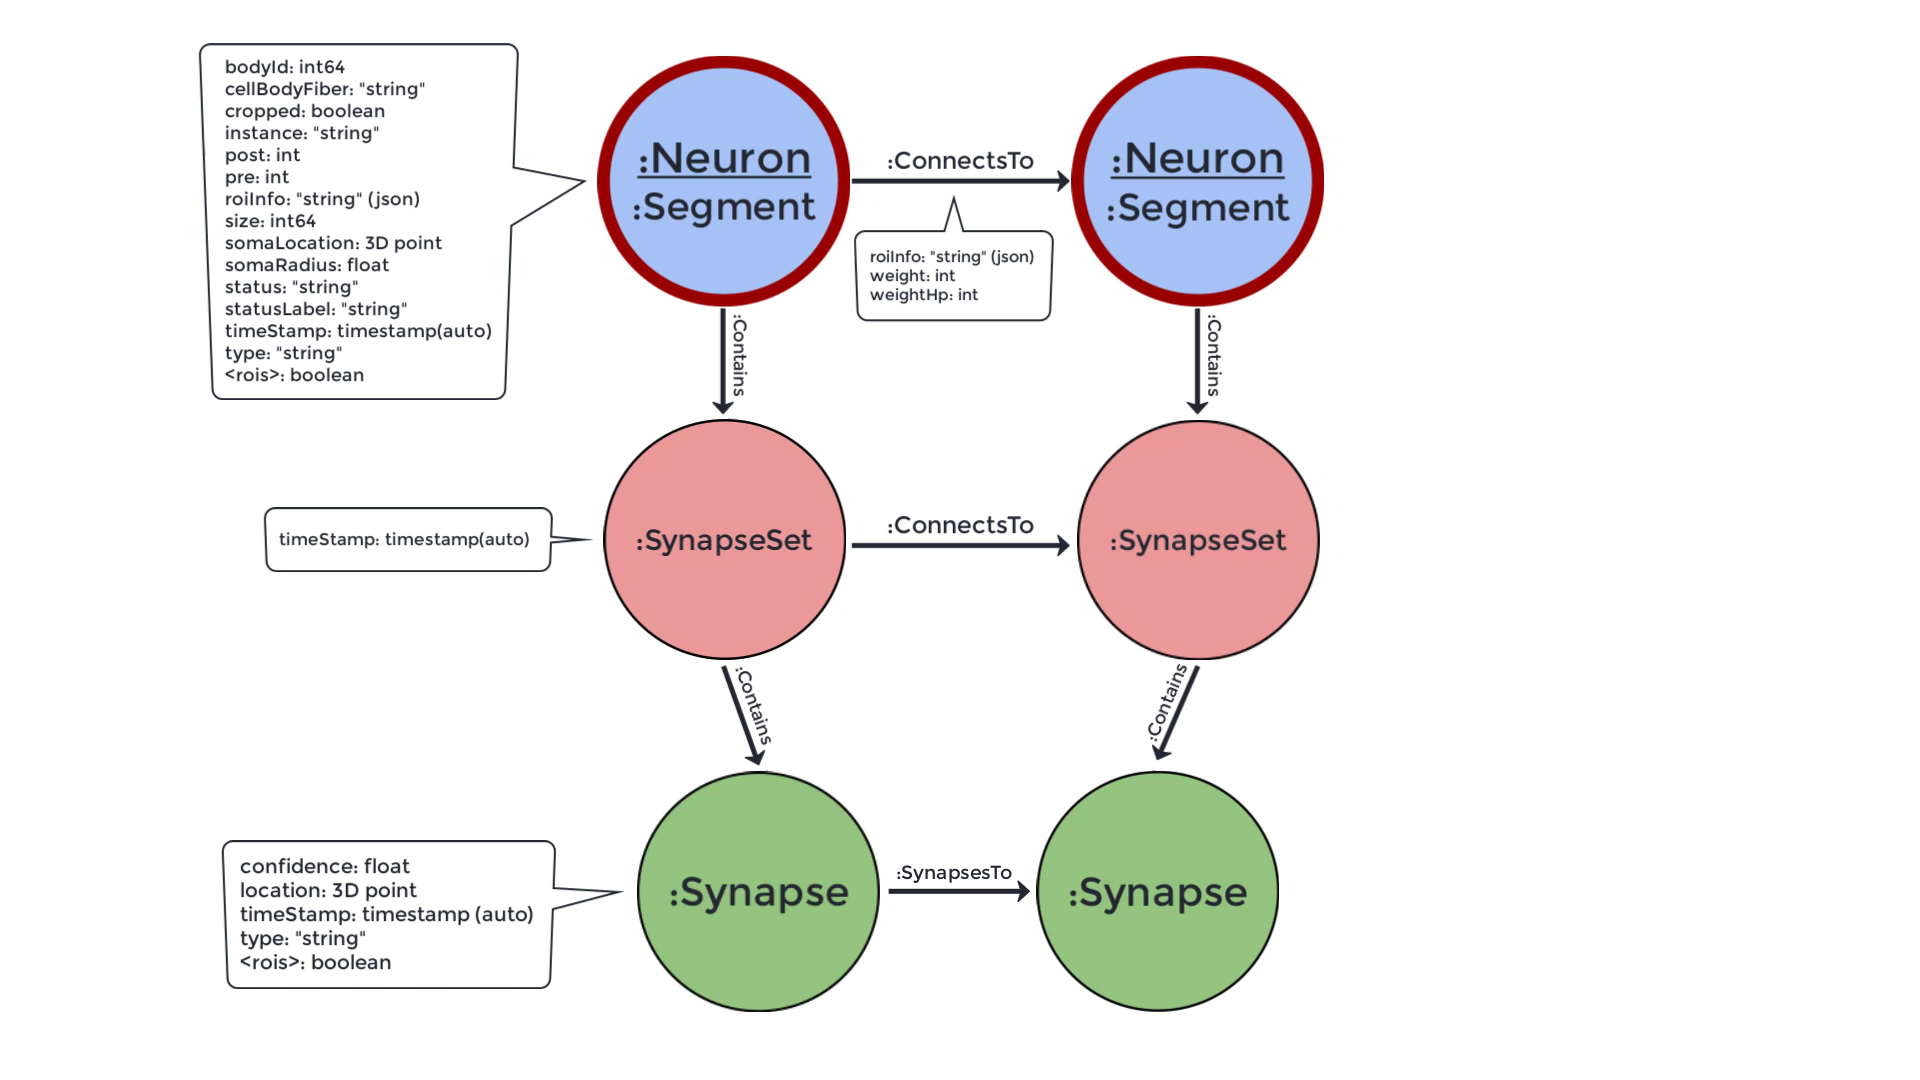 bodyId: int64
cellBodyFiber: "string"
cropped: boolean
instance: "string"
post: int
pre: int
roiInfo: "string" (json)
size: int64
somaLocation: 3D point
somaRadius: float
status: "string"
statusLabel: "string"
timeStamp: timestamp(auto)
type: "string"
<rois>: boolean
:Neuron
:Segment
:ConnectsTo
roiInfo: "string" (json)
weight: int
weightHp: int
:Neuron
:Segment
:Contains
:Contains
timeStamp: timestamp(auto)
:SynapseSet
:ConnectsTo
:SynapseSet
:Contains
:Contains
confidence: float
location: 3D point
timeStamp: timestamp (auto)
type: "string"
<rois>: boolean
:Synapse
:SynapsesTo
:Synapse